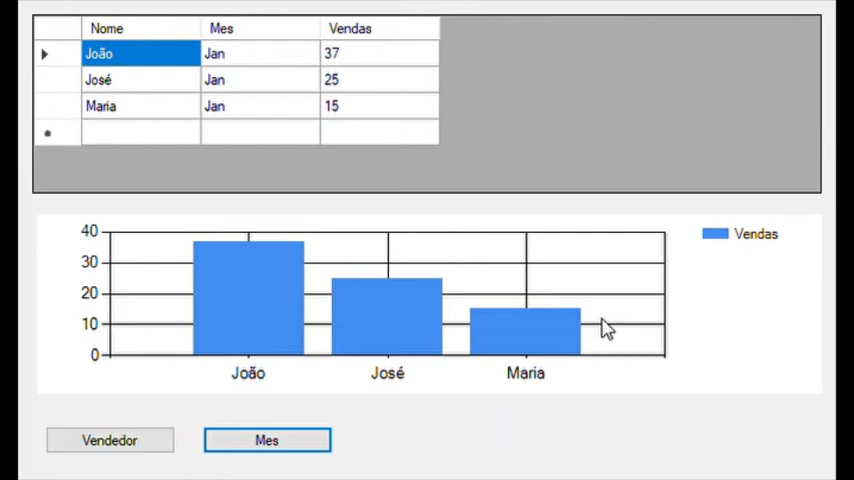 Nome Mes Vendas
João Jan 37
José Jan 25
Maria Jan 15
40
30
20
10
0
João José Maria
Vendas
Vendedor Mes